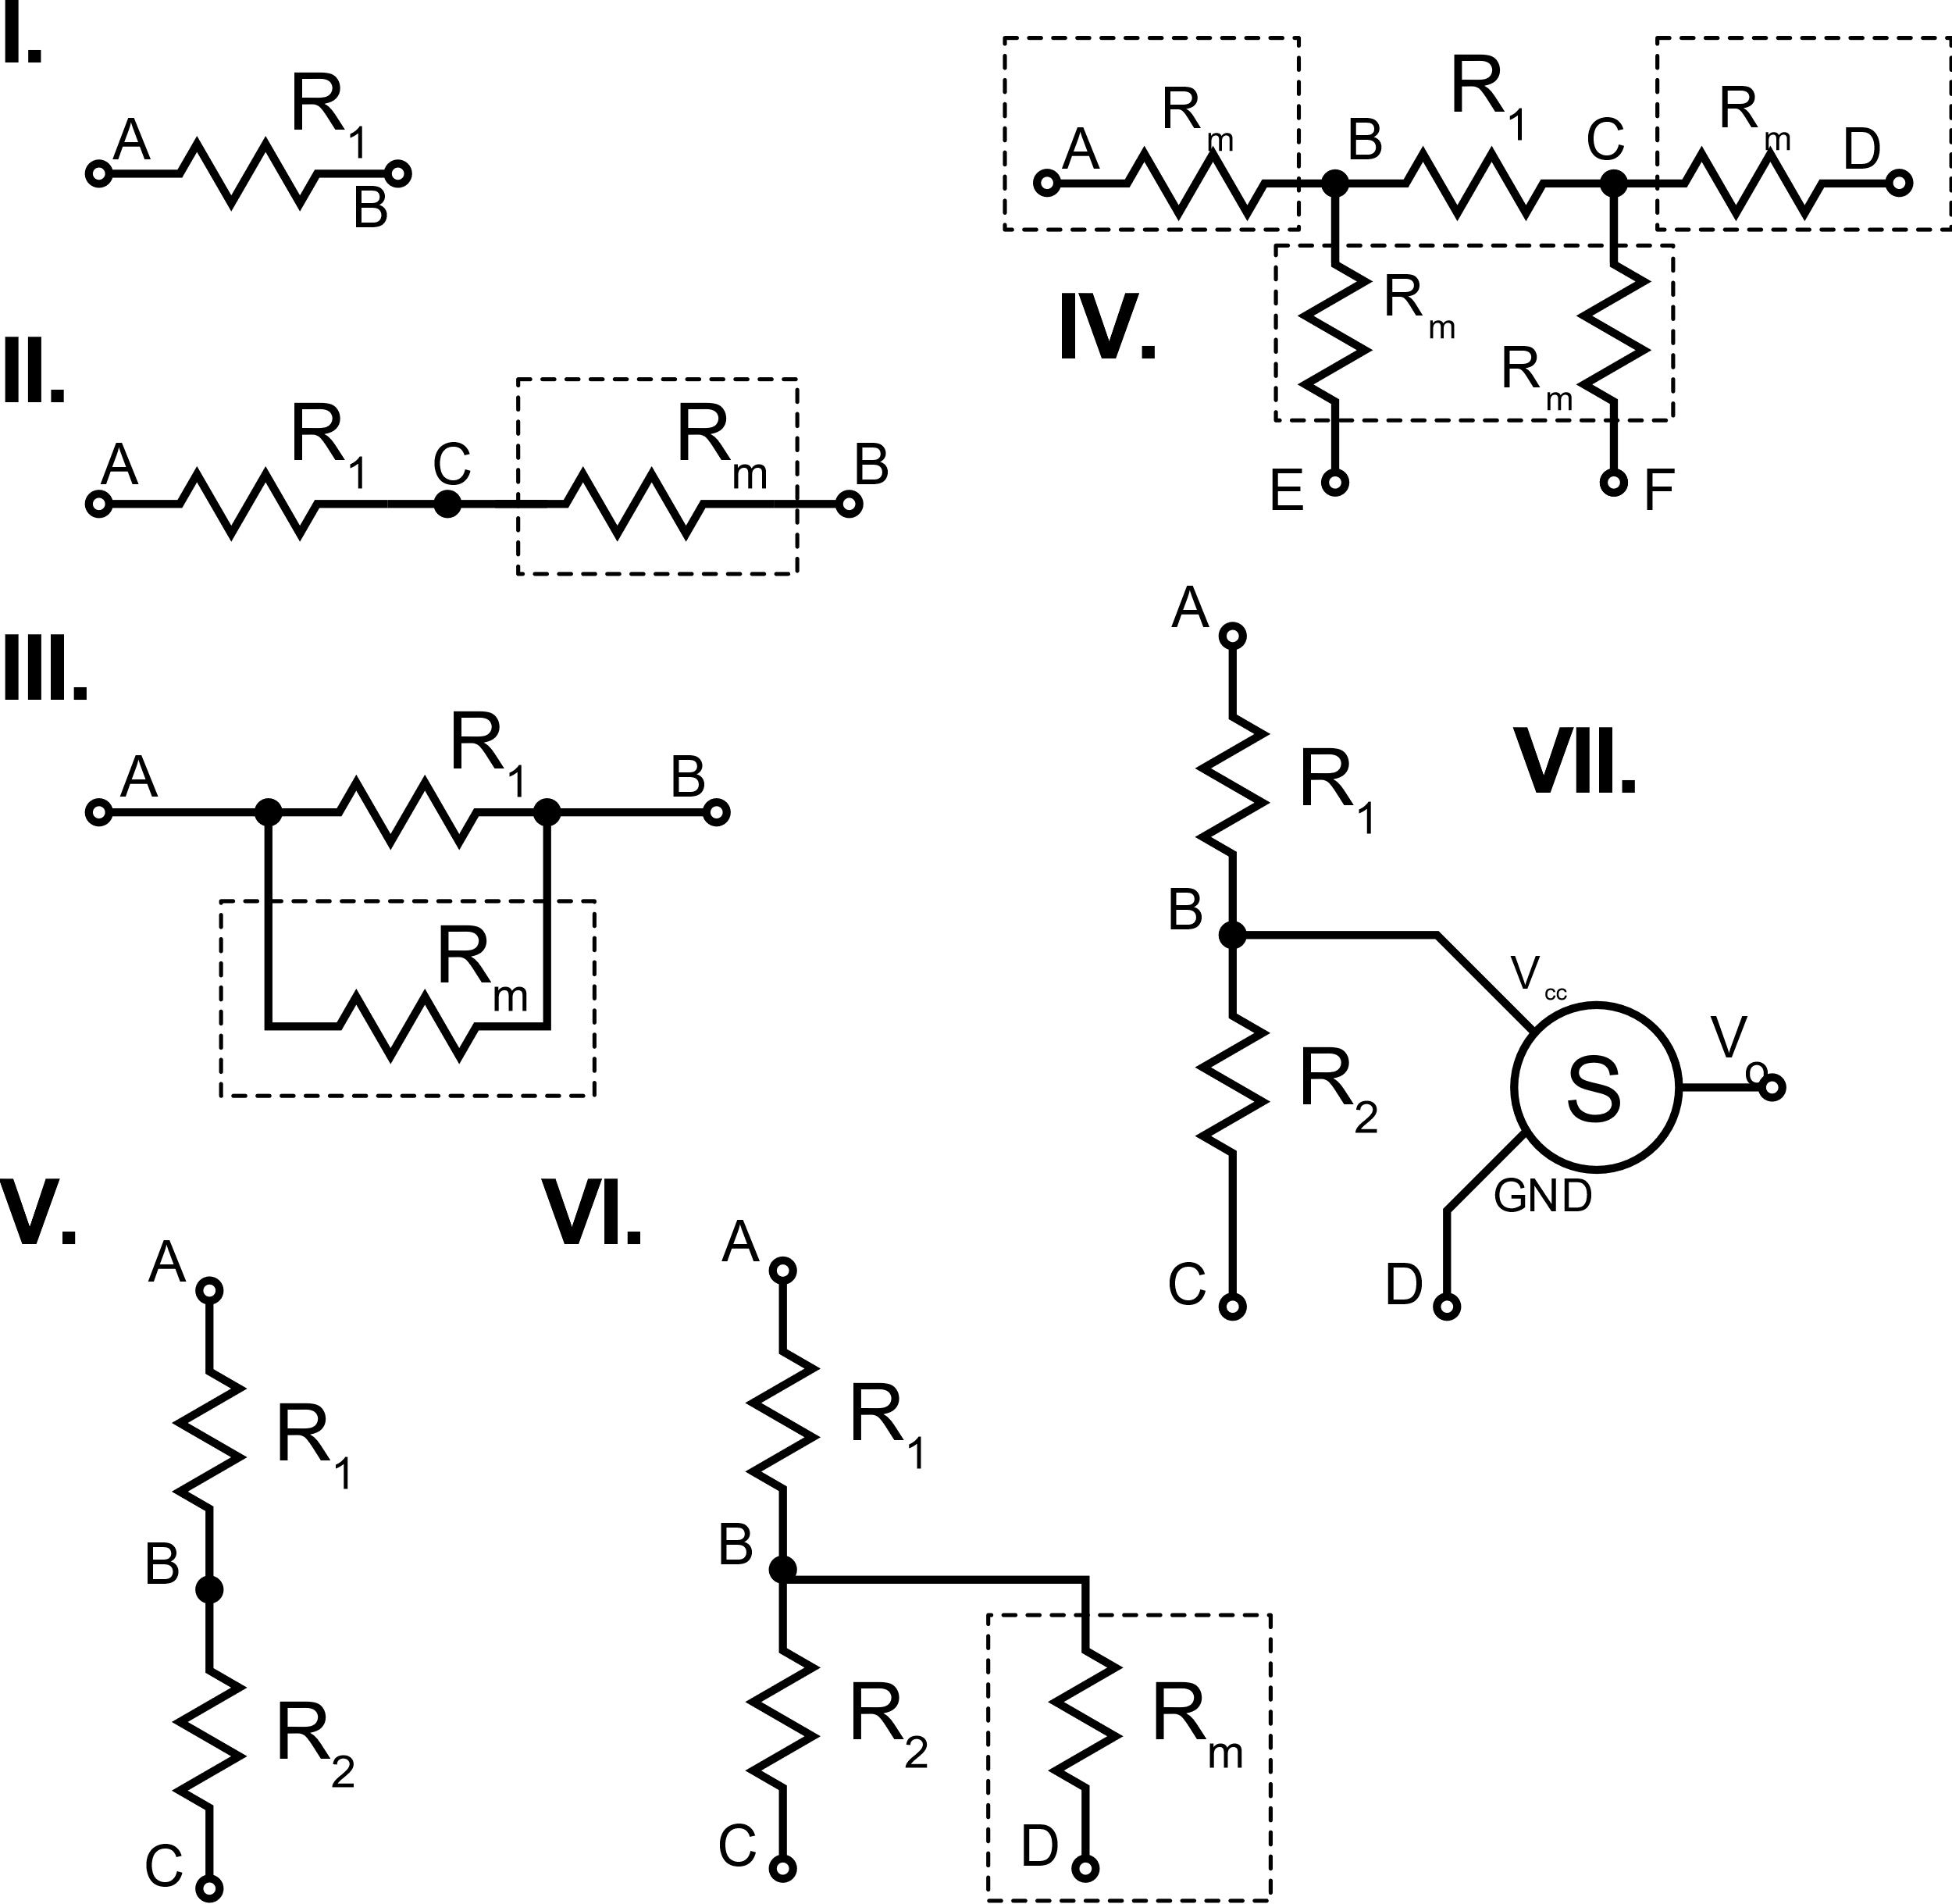 I.
A R1 B
II.
A R1 C Rm B
III.
A R1 B
Rm
IV.
A Rm B R1 C Rm D
Rm Rm
E F
V.
A
R1
B
R2
C
VI.
A
R1
B
R2 Rm
C D
VII.
A
R1
B
Vcc
R2 S Vo
GND
C D